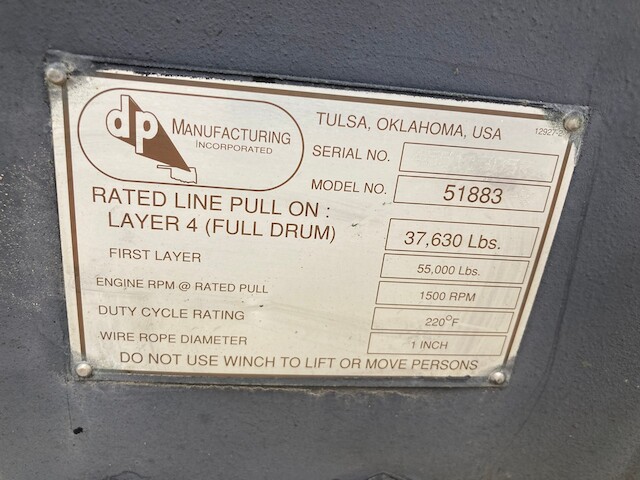 dp MANUFACTURING
INCORPORATED
TULSA, OKLAHOMA, USA
SERIAL NO.
MODEL NO. 51883
RATED LINE PULL ON :
LAYER 4 (FULL DRUM) 37,630 Lbs.
FIRST LAYER 55,000 Lbs.
ENGINE RPM @ RATED PULL 1500 RPM
DUTY CYCLE RATING 220°F
WIRE ROPE DIAMETER 1 INCH
DO NOT USE WINCH TO LIFT OR MOVE PERSONS